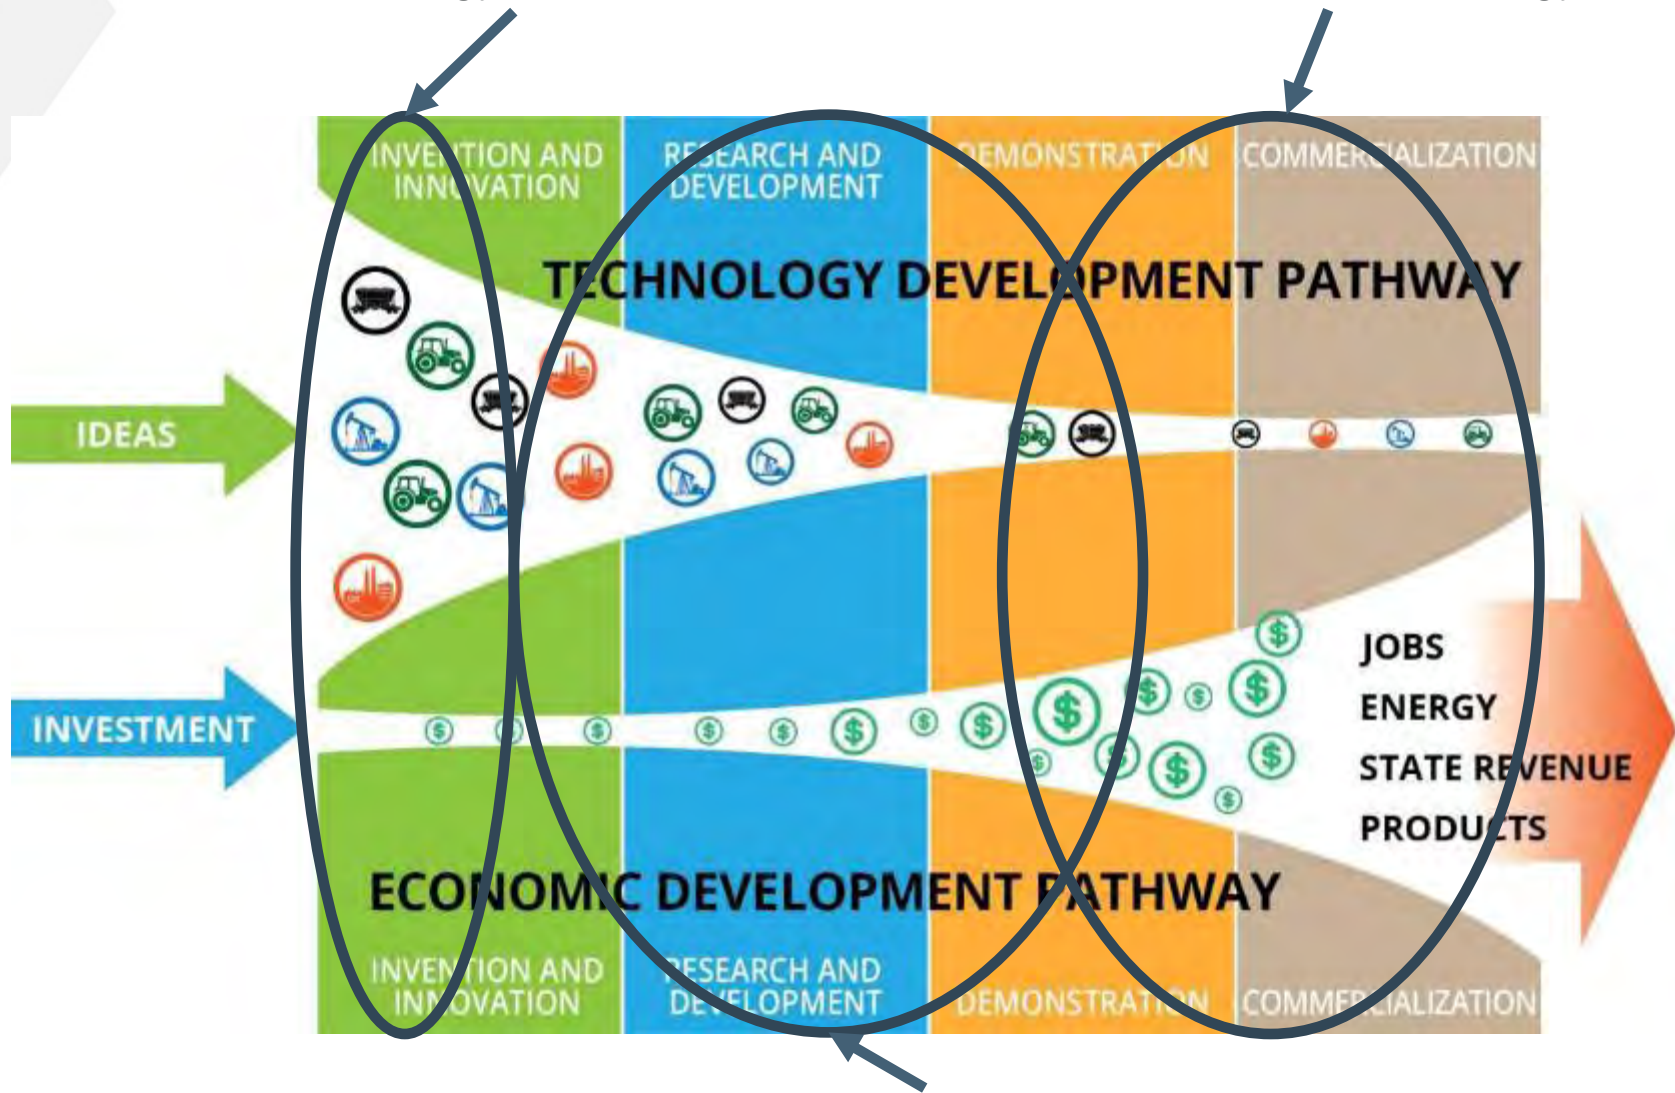 INVENTION AND
INNOVATION
RESEARCH AND
DEVELOPMENT
DEMONSTRATION
COMMERCIALIZATION
TECHNOLOGY DEVELOPMENT PATHWAY
IDEAS
INVESTMENT
$ $ $ $ $ $ $ $ $ $ $ $ $ $ $ $ $ $
JOBS
ENERGY
STATE REVENUE
PRODUCTS
ECONOMIC DEVELOPMENT PATHWAY
INVENTION AND
INNOVATION
RESEARCH AND
DEVELOPMENT
DEMONSTRATION
COMMERCIALIZATION